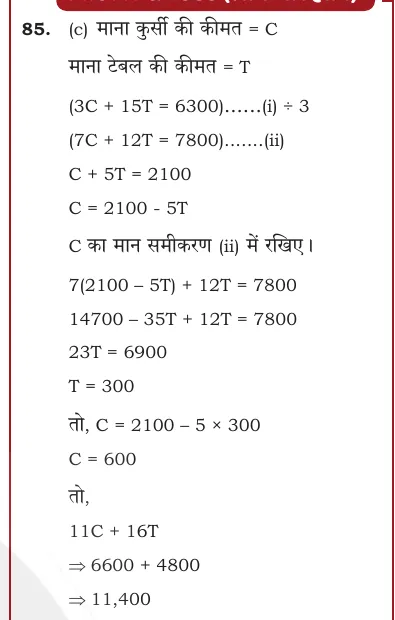 85. (c) माना कुर्सी की कीमत = C
माना टेबल की कीमत = T
(3C + 15T = 6300)......(i) ÷ 3
(7C + 12T = 7800).......(ii)
C + 5T = 2100
C = 2100 - 5T
C का मान समीकरण (ii) में रखिए।
7(2100 – 5T) + 12T = 7800
14700 – 35T + 12T = 7800
23T = 6900
T = 300
तो, C = 2100 – 5 × 300
C = 600
तो,
11C + 16T
⇒ 6600 + 4800
⇒ 11,400